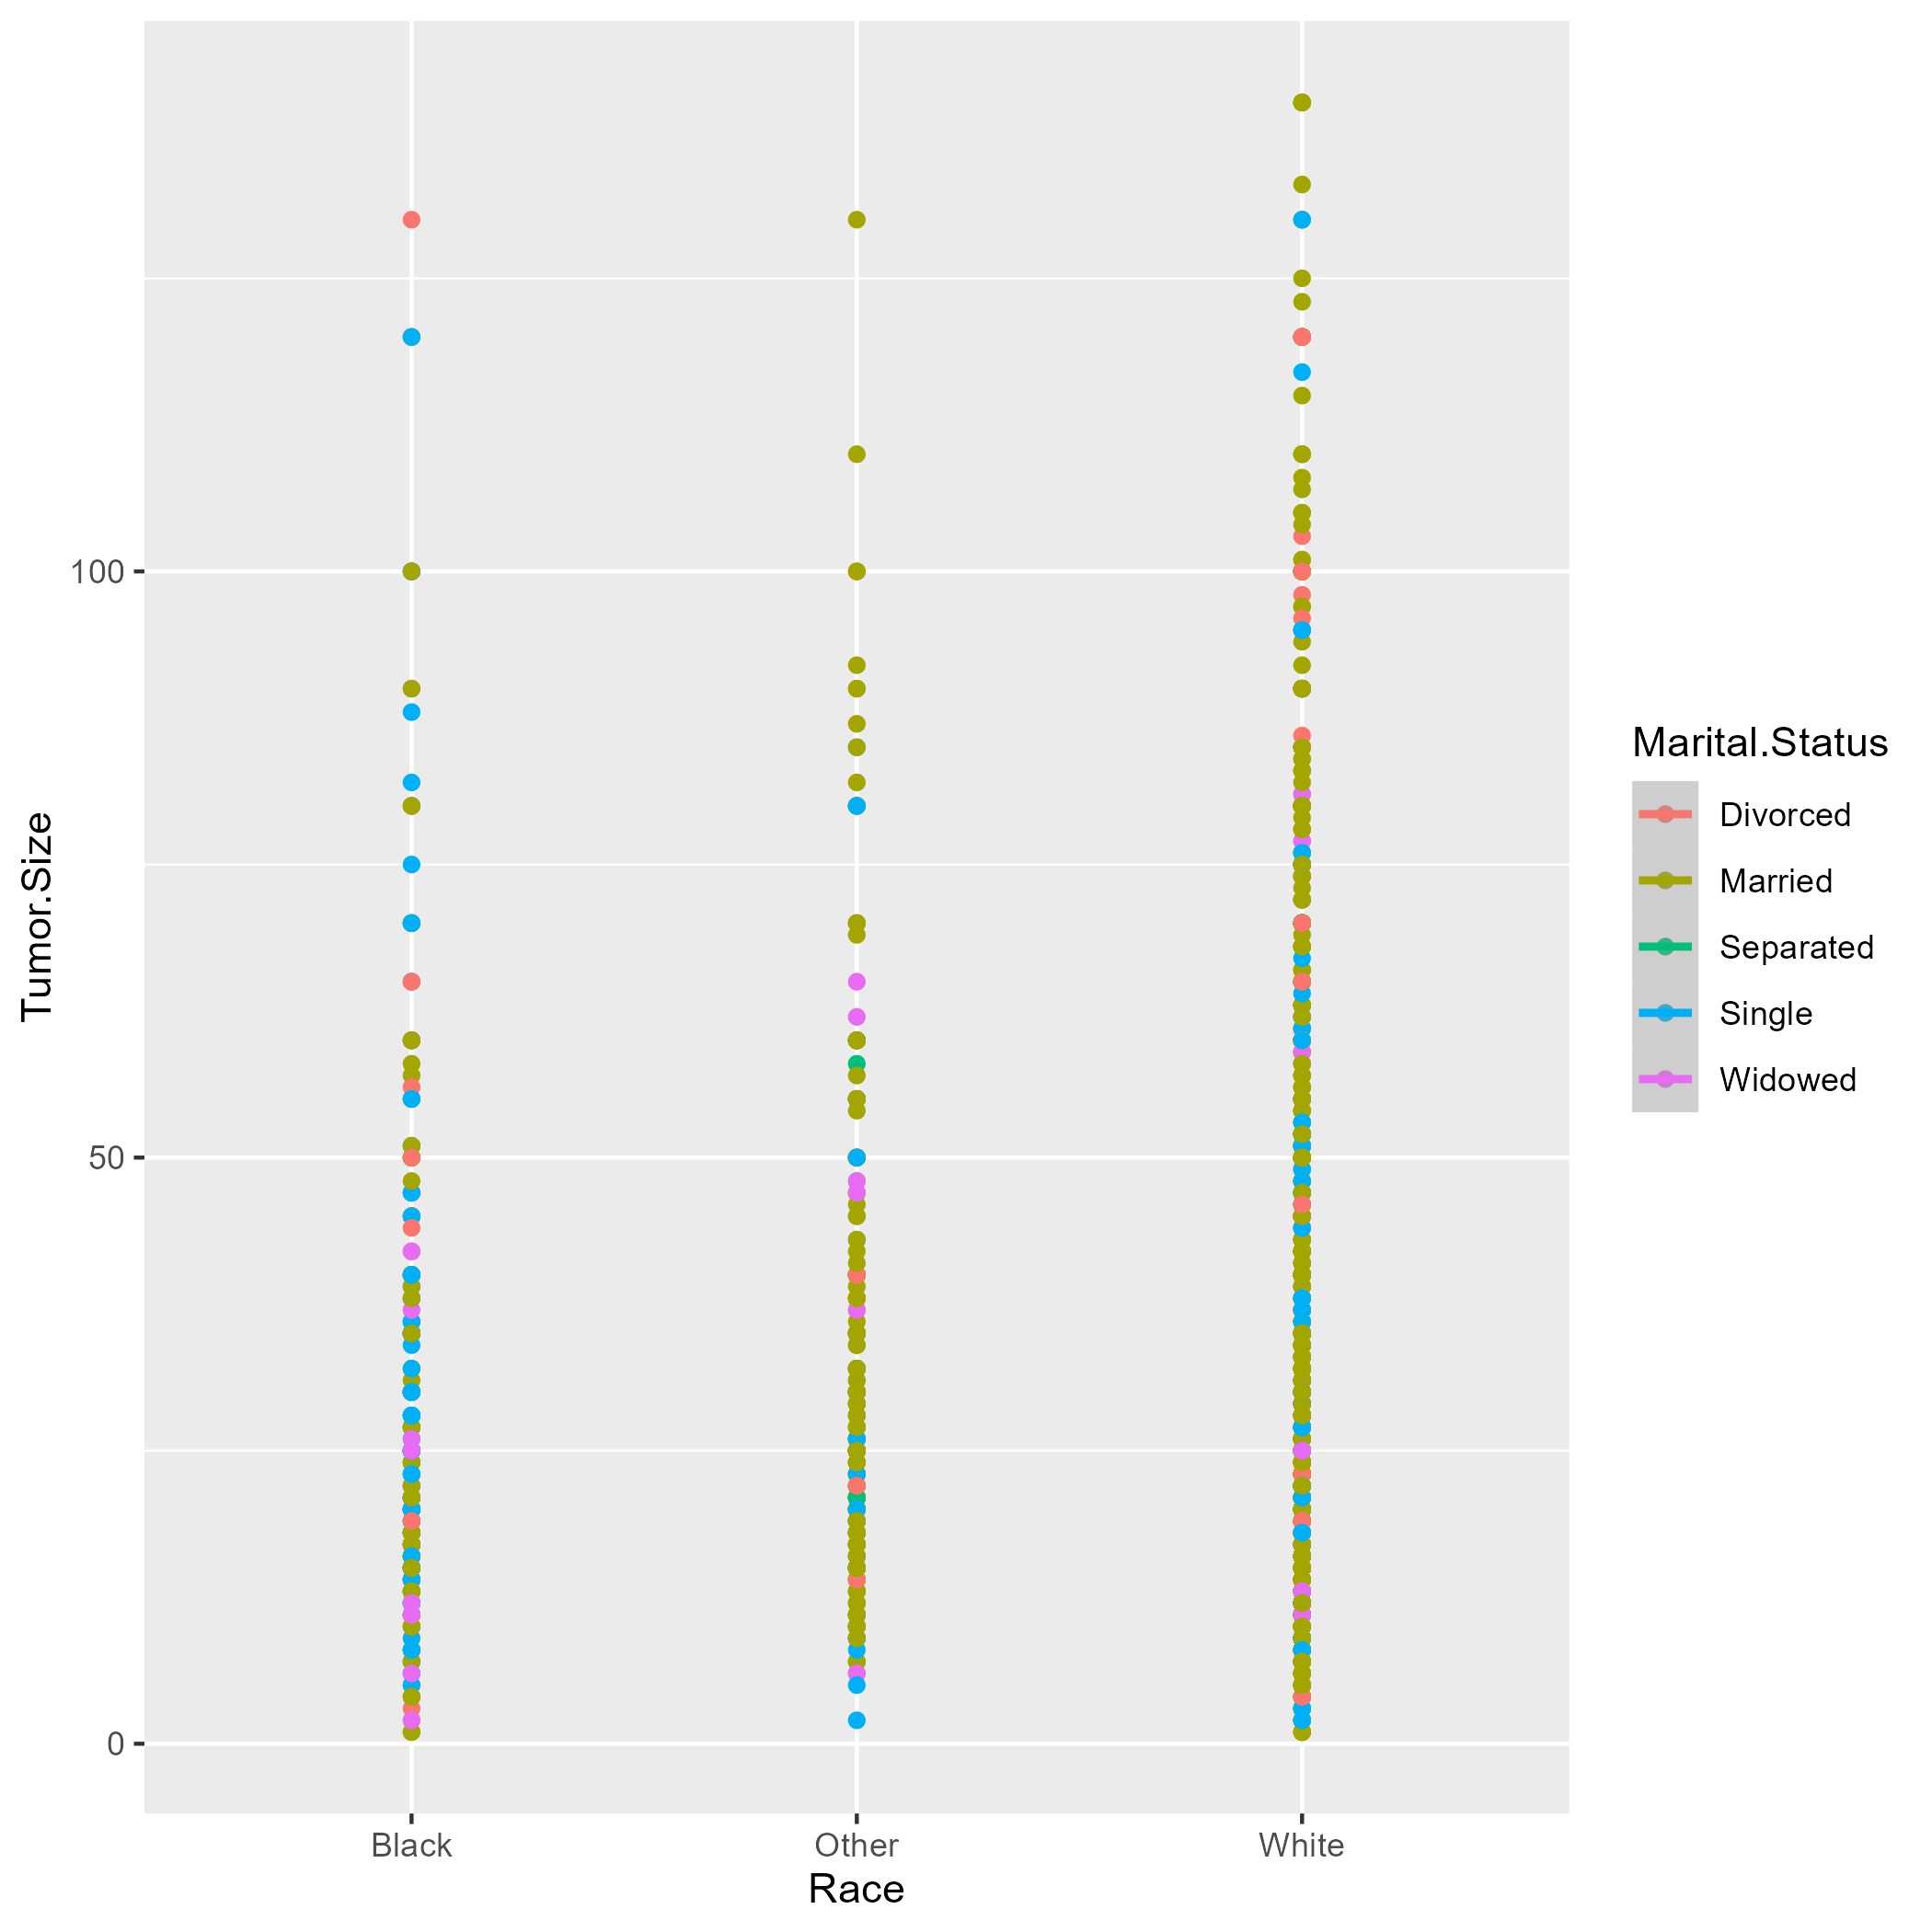 100
50
0
Tumor.Size
Black
Other
White
Race
Marital.Status
Divorced
Married
Separated
Single
Widowed